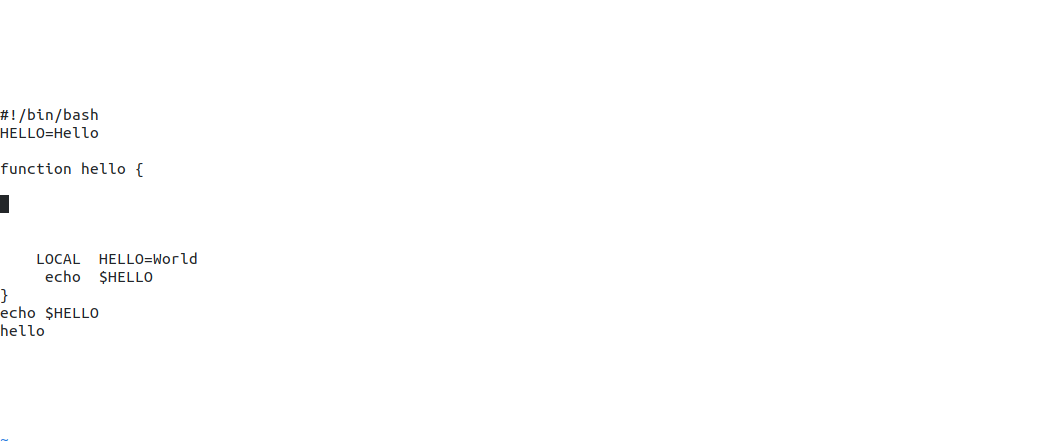 #!/bin/bash
HELLO=Hello
function hello {
LOCAL  HELLO=World
echo  $HELLO
}
echo $HELLO
hello
~